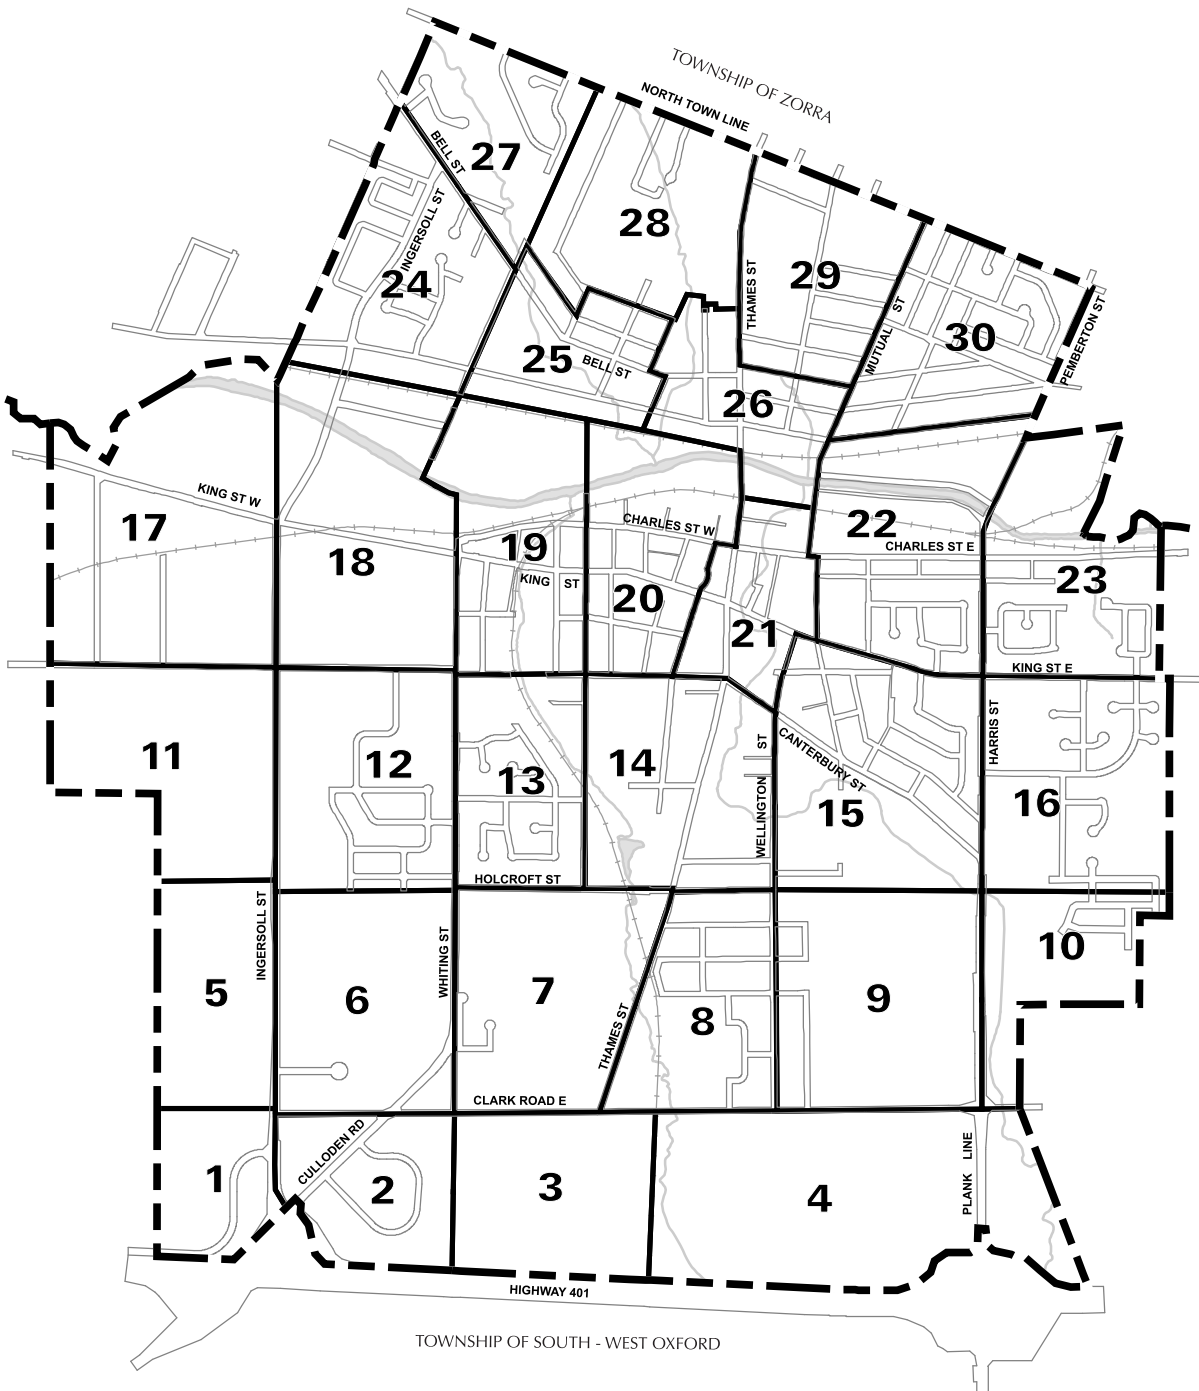 TOWNSHIP OF ZORRA
NORTH TOWN LINE
27
BELL ST
28
INGERSOLL ST
24
29
THAMES ST
MUTUAL ST
30
PEMBERTON ST
25
BELL ST
26
KING ST W
17
18
19
CHARLES ST W
22
CHARLES ST E
KING ST
20
23
21
KING ST E
11
12
13
14
WELLINGTON ST
CANTERBURY ST
15
HARRIS ST
16
HOLCROFT ST
INGERSOLL ST
WHITING ST
10
5
6
7
THAMES ST
8
9
CLARK ROAD E
CULLODEN RD
1
2
3
4
PLANK LINE
HIGHWAY 401
TOWNSHIP OF SOUTH - WEST OXFORD